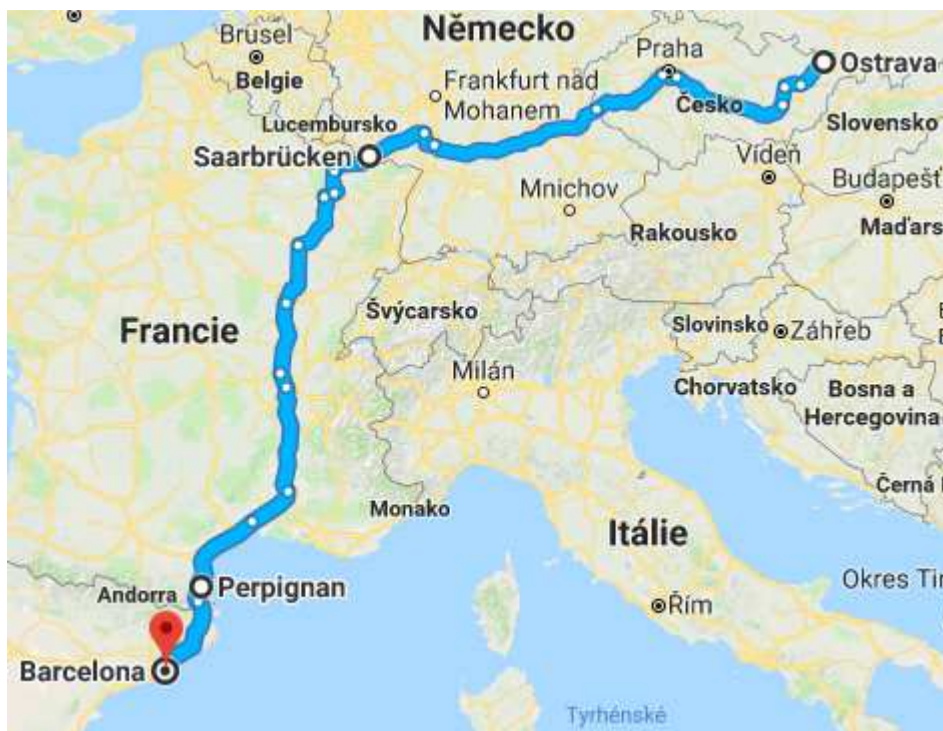 Brusel
Belgie
Německo
Praha
Ostrava
Frankfurt nad
Mohanem
Česko
Lucembursko
Slovensko
Saarbrücken
Vídeň
Budapešť
Mnichov
Maďars
Rakousko
Švýcarsko
Slovinsko
Záhřeb
Francie
Milán
Chorvatsko
Bosna a
Hercegovina
Černá
Monako
Itálie
Okres Tir
Andorra
Perpignan
Řím
Barcelona
Tyrhénské